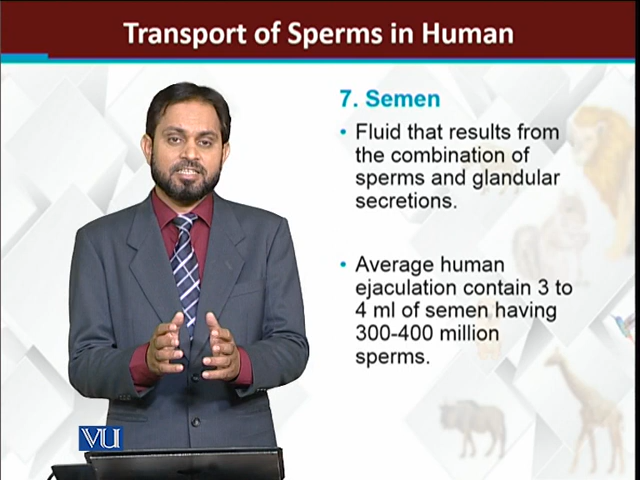 Transport of Sperms in Human
7. Semen
• Fluid that results from
the combination of
sperms and glandular
secretions.
• Average human
ejaculation contain 3 to
4 ml of semen having
300-400 million
sperms.
VU